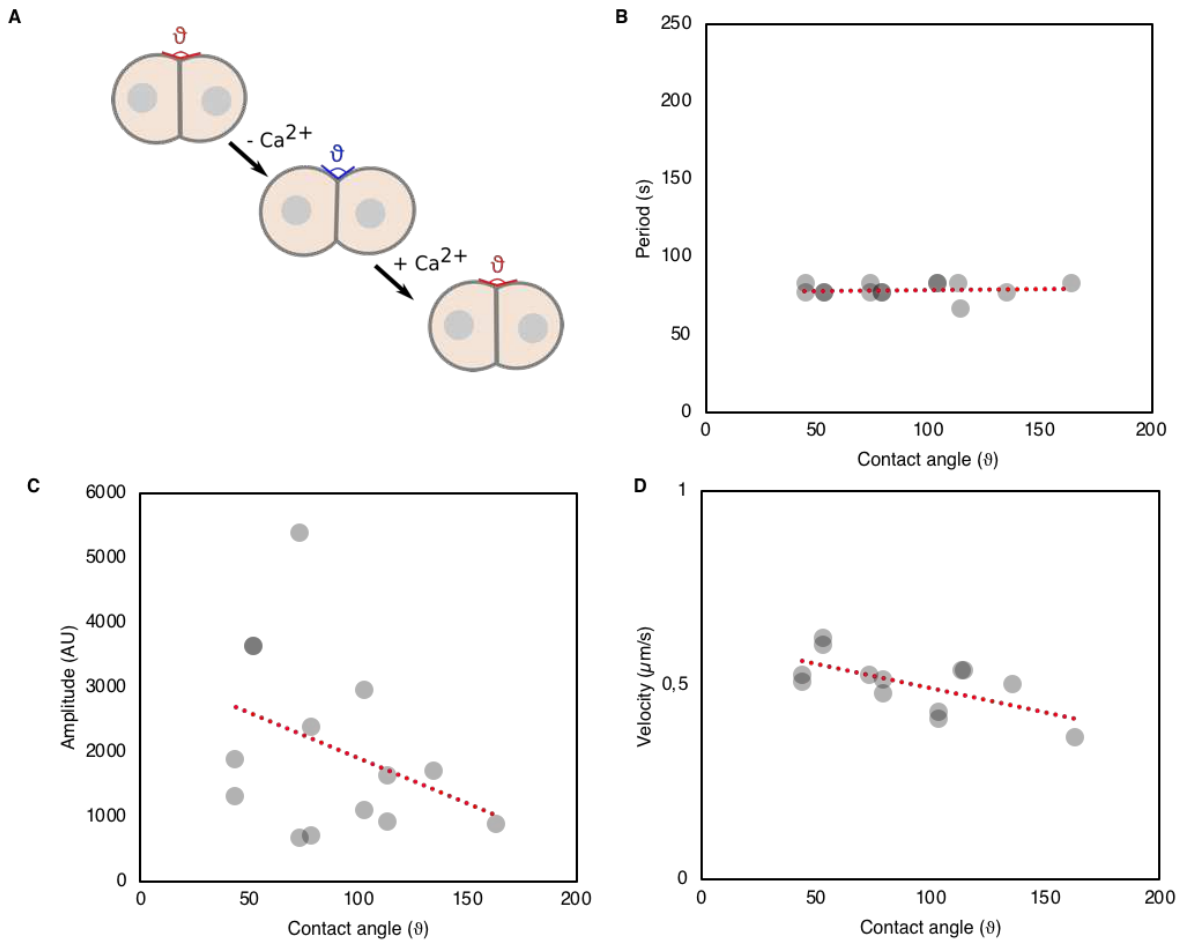 A
ϑ
- Ca2+
ϑ
+ Ca2+
ϑ
B
250
200
150
100
50
0
Period (s)
0 50 100 150 200
Contact angle (ϑ)
C
6000
5000
4000
3000
2000
1000
0
Amplitude (AU)
0 50 100 150 200
Contact angle (ϑ)
D
1
0,5
0
Velocity (µm/s)
0 50 100 150 200
Contact angle (ϑ)